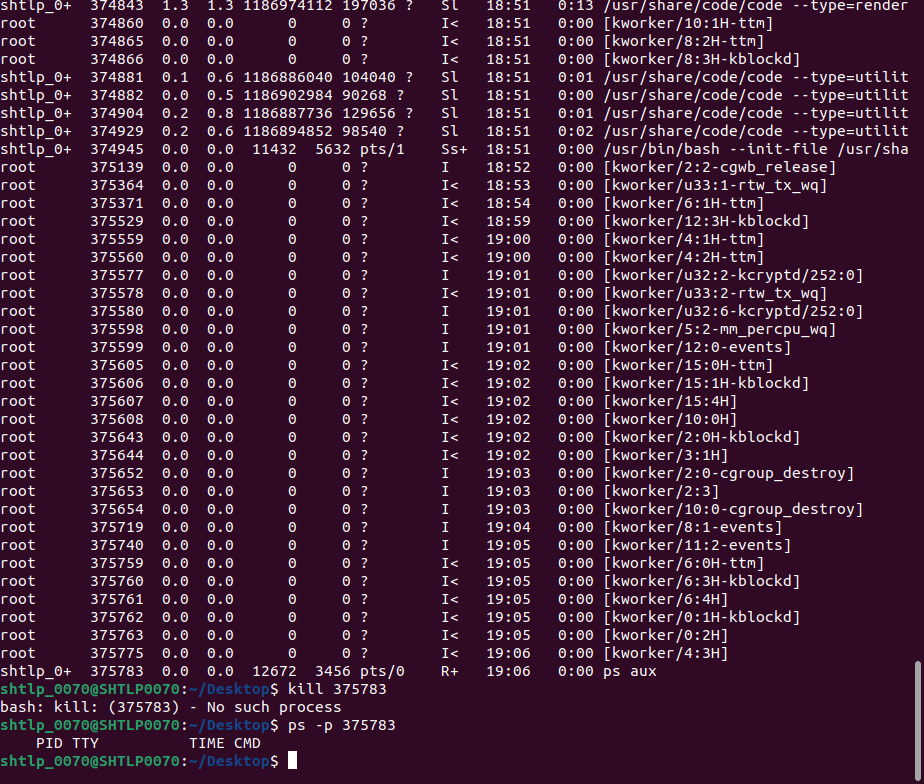 shtlp_0+  374843  1.3  1.3 1186974112 197036 ?   Sl   18:51   0:13 /usr/share/code/code --type=render
root      374860  0.0  0.0      0     0 ?        I<   18:51   0:00 [kworker/10:1H-ttm]
root      374865  0.0  0.0      0     0 ?        I<   18:51   0:00 [kworker/8:2H-ttm]
root      374866  0.0  0.0      0     0 ?        I<   18:51   0:00 [kworker/8:3H-kblockd]
shtlp_0+  374881  0.1  0.6 1186886040 104040 ?   Sl   18:51   0:01 /usr/share/code/code --type=utilit
shtlp_0+  374882  0.0  0.5 1186902984 90268 ?    Sl   18:51   0:00 /usr/share/code/code --type=utilit
shtlp_0+  374904  0.2  0.8 1186887736 129656 ?   Sl   18:51   0:01 /usr/share/code/code --type=utilit
shtlp_0+  374929  0.2  0.6 1186894852 98540 ?    Sl   18:51   0:02 /usr/share/code/code --type=utilit
shtlp_0+  374945  0.0  0.0  11432  5632 pts/1    Ss+  18:51   0:00 /usr/bin/bash --init-file /usr/sha
root      375139  0.0  0.0      0     0 ?        I    18:52   0:00 [kworker/2:2-cgwb_release]
root      375364  0.0  0.0      0     0 ?        I<   18:53   0:00 [kworker/u33:1-rtw_tx_wq]
root      375371  0.0  0.0      0     0 ?        I<   18:54   0:00 [kworker/6:1H-ttm]
root      375529  0.0  0.0      0     0 ?        I<   18:59   0:00 [kworker/12:3H-kblockd]
root      375559  0.0  0.0      0     0 ?        I<   19:00   0:00 [kworker/4:1H-ttm]
root      375560  0.0  0.0      0     0 ?        I<   19:00   0:00 [kworker/4:2H-ttm]
root      375577  0.0  0.0      0     0 ?        I    19:01   0:00 [kworker/u32:2-kcryptd/252:0]
root      375578  0.0  0.0      0     0 ?        I<   19:01   0:00 [kworker/u33:2-rtw_tx_wq]
root      375580  0.0  0.0      0     0 ?        I    19:01   0:00 [kworker/u32:6-kcryptd/252:0]
root      375598  0.0  0.0      0     0 ?        I    19:01   0:00 [kworker/5:2-mm_percpu_wq]
root      375599  0.0  0.0      0     0 ?        I    19:01   0:00 [kworker/12:0-events]
root      375605  0.0  0.0      0     0 ?        I<   19:02   0:00 [kworker/15:0H-ttm]
root      375606  0.0  0.0      0     0 ?        I<   19:02   0:00 [kworker/15:1H-kblockd]
root      375607  0.0  0.0      0     0 ?        I<   19:02   0:00 [kworker/15:4H]
root      375608  0.0  0.0      0     0 ?        I<   19:02   0:00 [kworker/10:0H]
root      375643  0.0  0.0      0     0 ?        I<   19:02   0:00 [kworker/2:0H-kblockd]
root      375644  0.0  0.0      0     0 ?        I<   19:02   0:00 [kworker/3:1H]
root      375652  0.0  0.0      0     0 ?        I    19:03   0:00 [kworker/2:0-cgroup_destroy]
root      375653  0.0  0.0      0     0 ?        I    19:03   0:00 [kworker/2:3]
root      375654  0.0  0.0      0     0 ?        I    19:03   0:00 [kworker/10:0-cgroup_destroy]
root      375719  0.0  0.0      0     0 ?        I    19:04   0:00 [kworker/8:1-events]
root      375740  0.0  0.0      0     0 ?        I    19:05   0:00 [kworker/11:2-events]
root      375759  0.0  0.0      0     0 ?        I<   19:05   0:00 [kworker/6:0H-ttm]
root      375760  0.0  0.0      0     0 ?        I<   19:05   0:00 [kworker/6:3H-kblockd]
root      375761  0.0  0.0      0     0 ?        I<   19:05   0:00 [kworker/6:4H]
root      375762  0.0  0.0      0     0 ?        I<   19:05   0:00 [kworker/0:1H-kblockd]
root      375763  0.0  0.0      0     0 ?        I<   19:05   0:00 [kworker/0:2H]
root      375775  0.0  0.0      0     0 ?        I<   19:06   0:00 [kworker/4:3H]
shtlp_0+  375783  0.0  0.0  12672  3456 pts/0    R+   19:06   0:00 ps aux
shtlp_0070@SHTLP0070:~/Desktop$ kill 375783
bash: kill: (375783) - No such process
shtlp_0070@SHTLP0070:~/Desktop$ ps -p 375783
    PID TTY          TIME CMD
shtlp_0070@SHTLP0070:~/Desktop$